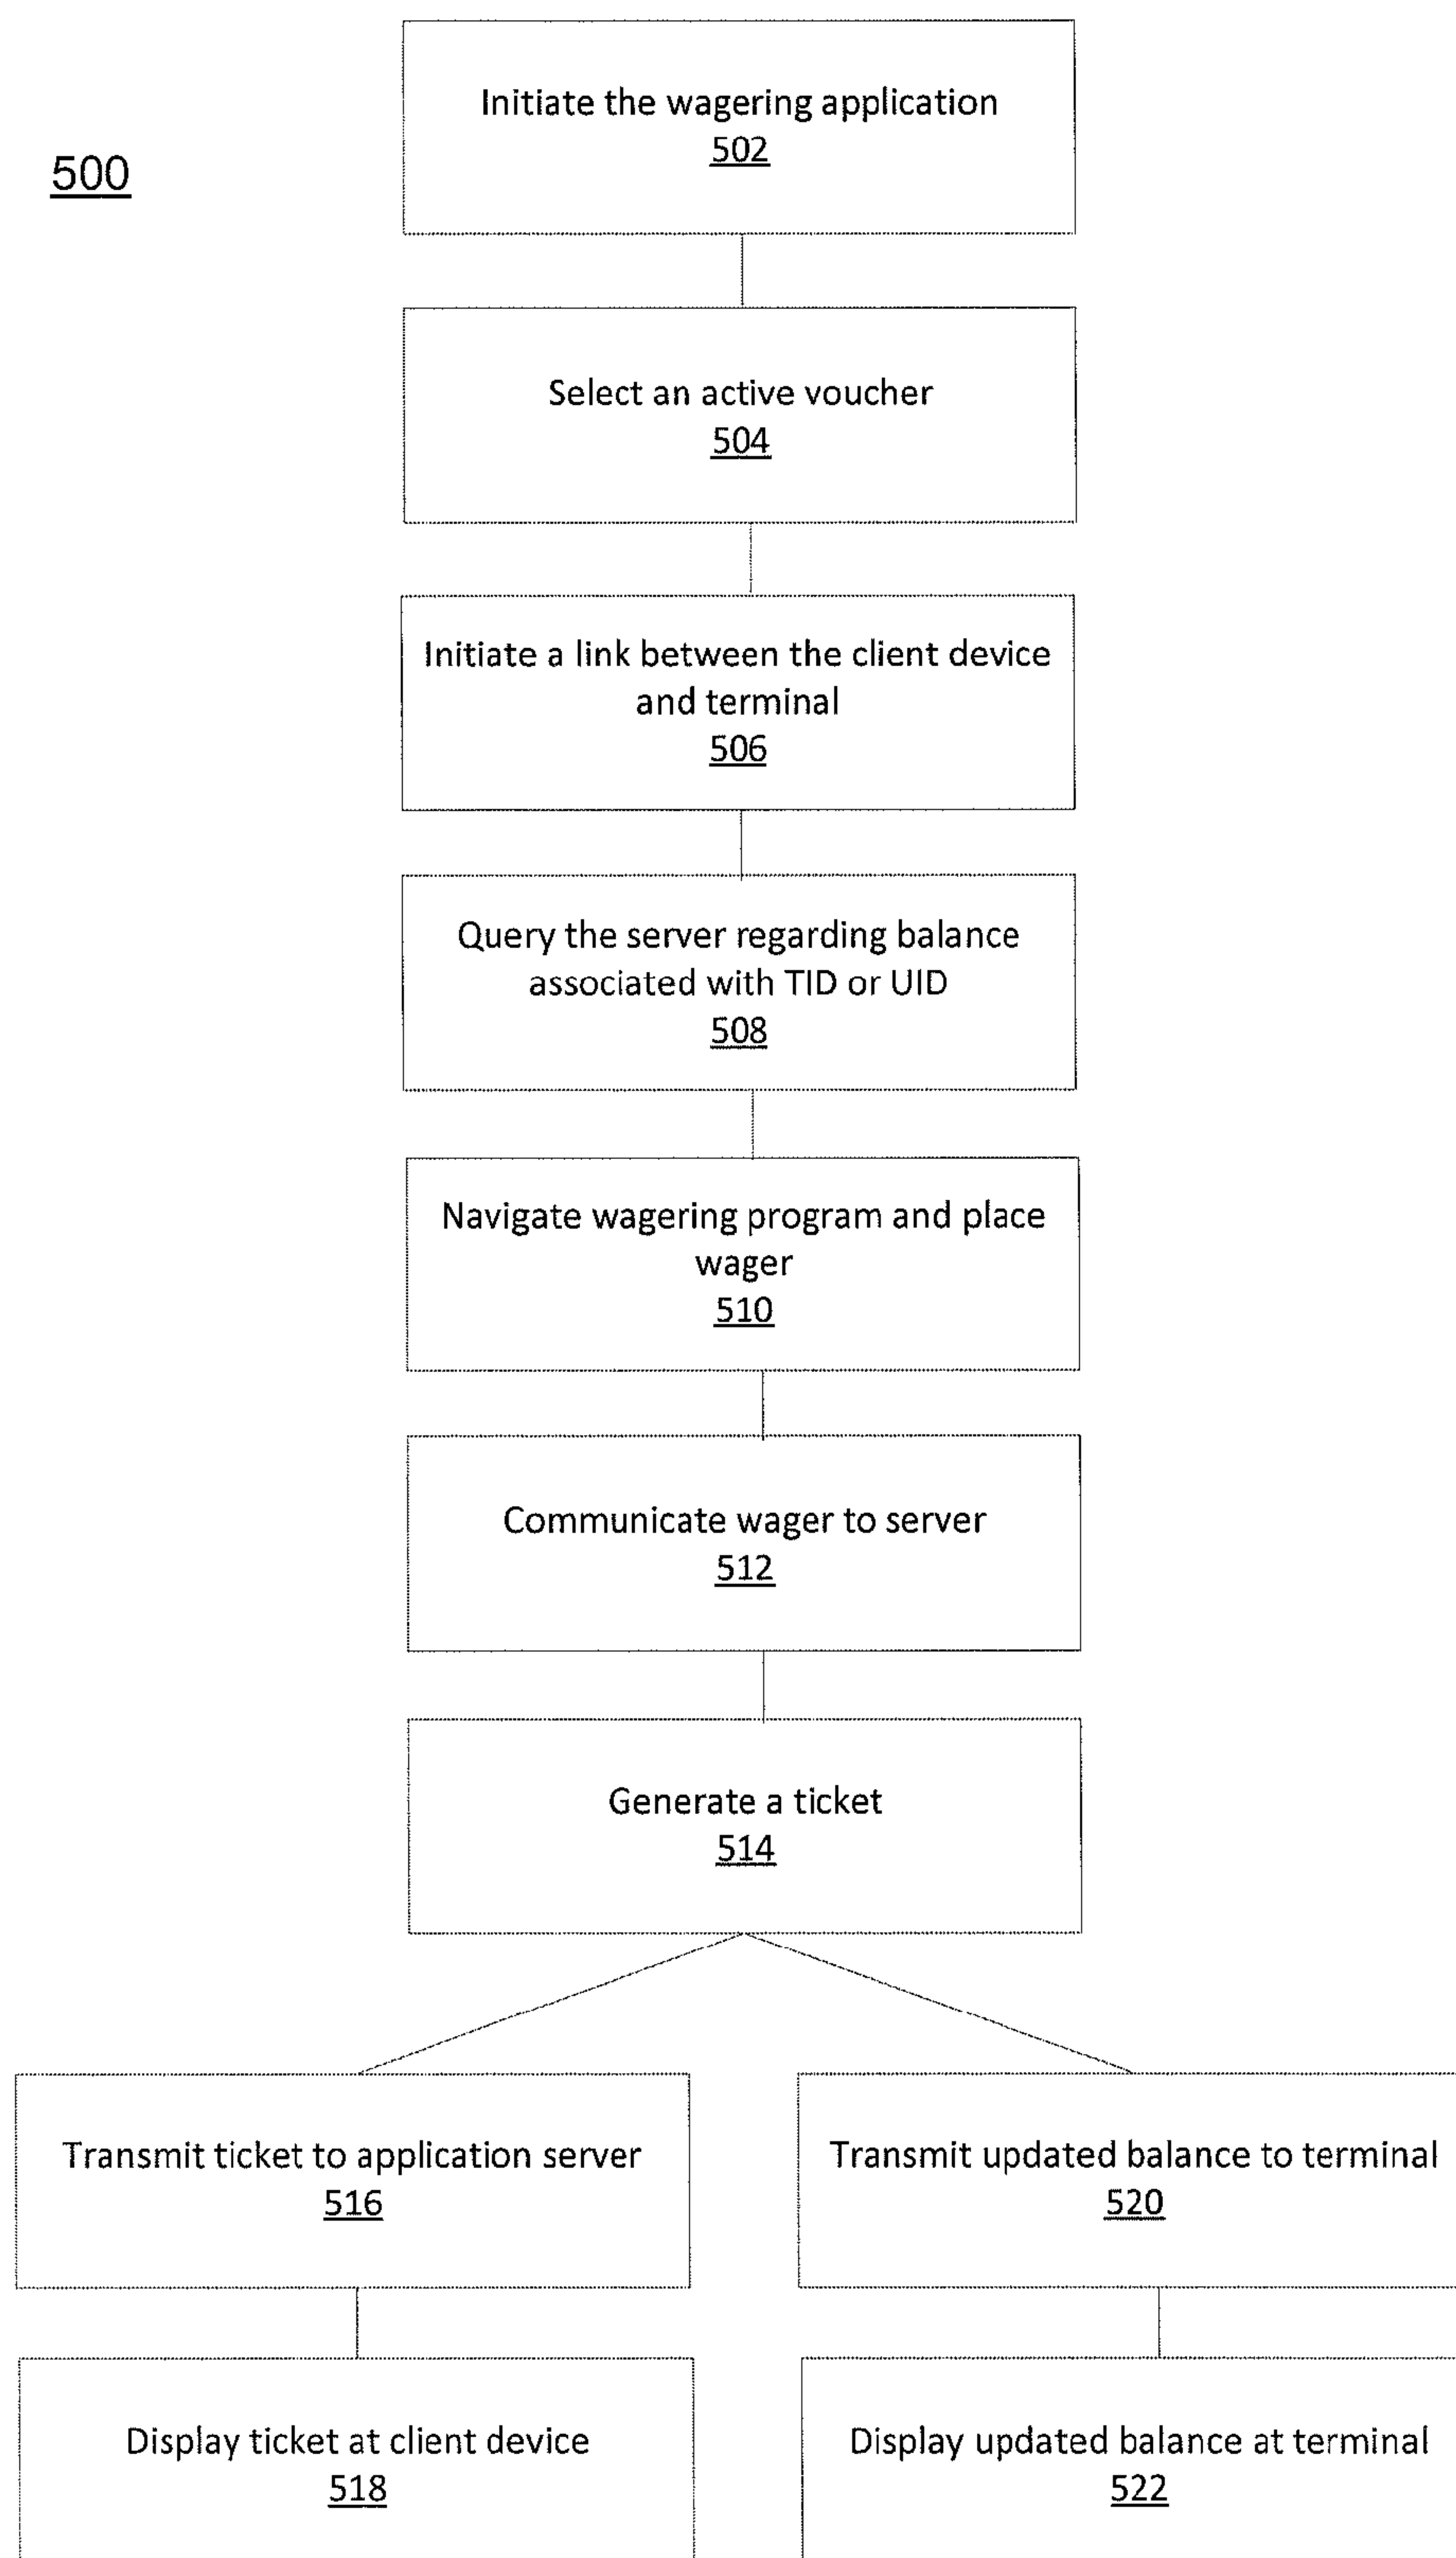 500
Initiate the wagering application
502
Select an active voucher
504
Initiate a link between the client device
and terminal
506
Query the server regarding balance
associated with TID or UID
508
Navigate wagering program and place
wager
510
Communicate wager to server
512
Generate a ticket
514
Transmit ticket to application server
516
Transmit updated balance to terminal
520
Display ticket at client device
518
Display updated balance at terminal
522